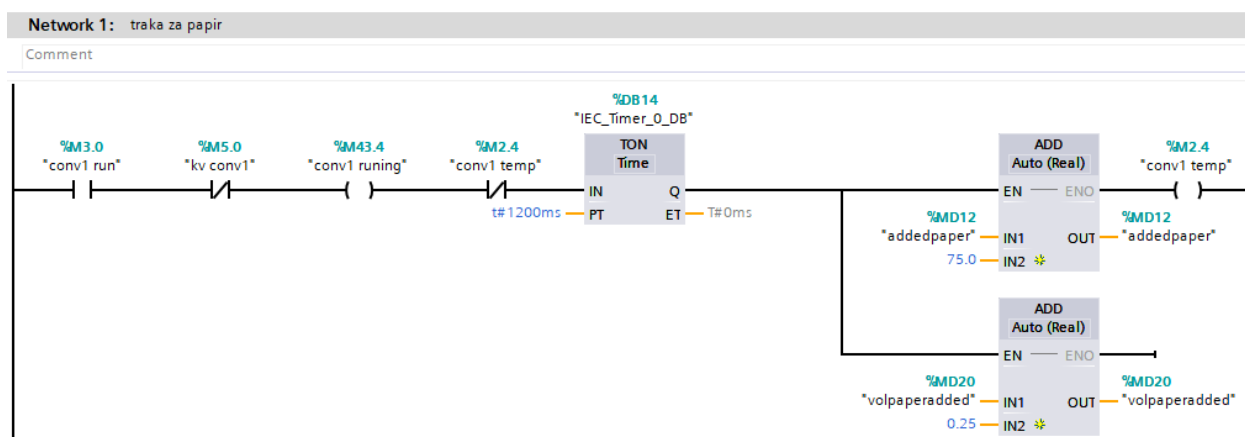 Network 1: traka za papir
Comment
%DB14
"IEC_Timer_0_DB"
%M3.0
"conv1 run"
%M5.0
"kv conv1"
%M43.4
"conv1 runing"
%M2.4
"conv1 temp"
TON
Time
IN
Q
t#1200ms
PT
ET
T#0ms
ADD
Auto (Real)
EN
ENO
%MD12
"addedpaper"
IN1
75.0
IN2
OUT
%MD12
"addedpaper"
%M2.4
"conv1 temp"
ADD
Auto (Real)
EN
ENO
%MD20
"volpaperadded"
IN1
0.25
IN2
OUT
%MD20
"volpaperadded"